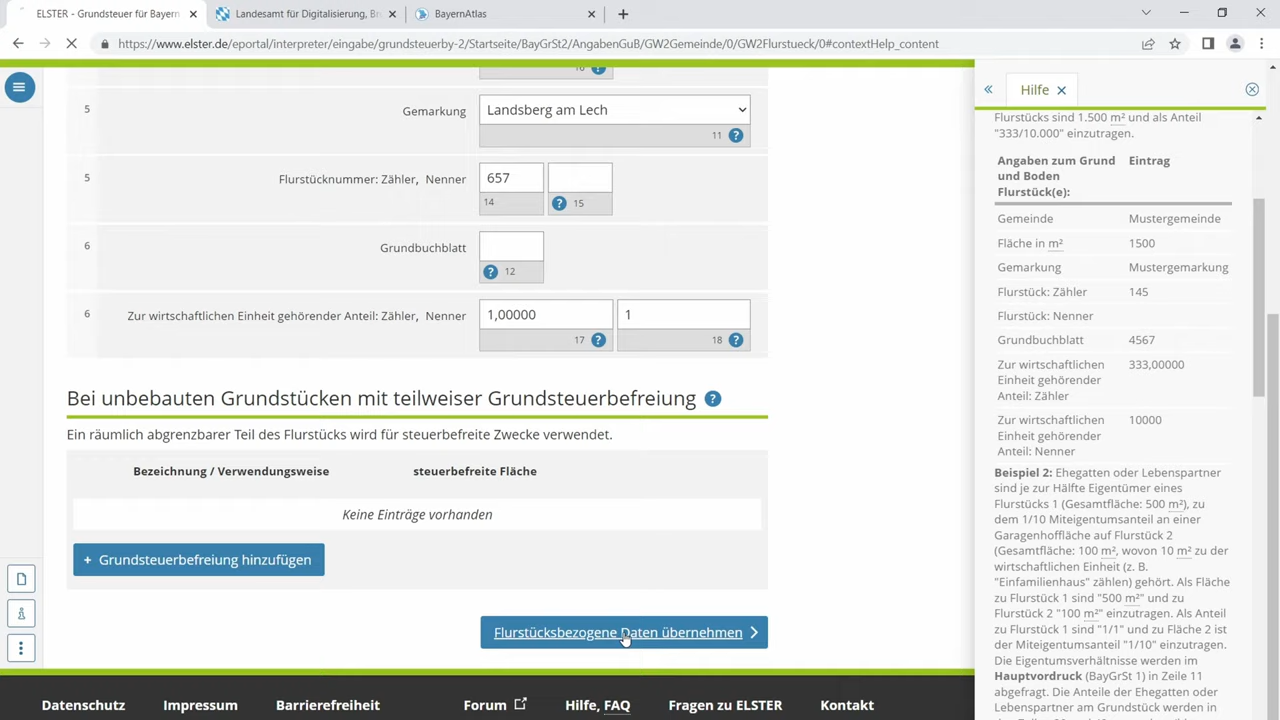 ELSTER - Grundsteuer für Bayern
Landesamt für Digitalisierung, Br
BayernAtlas
https://www.elster.de/eportal/interpreter/eingabe/grundsteuerby-2/Startseite/BayGrSt2/AngabenGuB/GW2Gemeinde/0/GW2Flurstueck/0#contextHelp_content
5 Gemarkung Landsberg am Lech
11 ?
5 Flurstücknummer: Zähler, Nenner 657
14 ? 15
6 Grundbuchblatt
? 12
6 Zur wirtschaftlichen Einheit gehörender Anteil: Zähler, Nenner 1,00000 1
17 ? 18 ?
Bei unbebauten Grundstücken mit teilweiser Grundsteuerbefreiung ?
Ein räumlich abgrenzbarer Teil des Flurstücks wird für steuerbefreite Zwecke verwendet.
Bezeichnung / Verwendungsweise steuerbefreite Fläche
Keine Einträge vorhanden
+ Grundsteuerbefreiung hinzufügen
Flurstücksbezogene Daten übernehmen
Hilfe
Flurstücks sind 1.500 m² und als Anteil
"333/10.000" einzutragen.
Angaben zum Grund Eintrag
und Boden
Flurstück(e):
Gemeinde Mustergemeinde
Fläche in m² 1500
Gemarkung Mustergemarkung
Flurstück: Zähler 145
Flurstück: Nenner
Grundbuchblatt 4567
Zur wirtschaftlichen 333,00000
Einheit gehörender
Anteil: Zähler
Zur wirtschaftlichen 10000
Einheit gehörender
Anteil: Nenner
Beispiel 2: Ehegatten oder Lebenspartner
sind je zur Hälfte Eigentümer eines
Flurstücks 1 (Gesamtfläche: 500 m²), zu
dem 1/10 Miteigentumsanteil an einer
Garagenhoffläche auf Flurstück 2
(Gesamtfläche: 100 m², wovon 10 m² zu der
wirtschaftlichen Einheit (z. B.
"Einfamilienhaus" zählen) gehört. Als Fläche
zu Flurstück 1 sind "500 m²" und zu
Flurstück 2 "100 m²" einzutragen. Als Anteil
zu Flurstück 1 sind "1/1" und zu Fläche 2 ist
der Miteigentumsanteil "1/10" einzutragen.
Die Eigentumsverhältnisse werden im
Hauptvordruck (BayGrSt 1) in Zeile 11
abgefragt. Die Anteile der Ehegatten oder
Lebenspartner am Grundstück werden in
Datenschutz Impressum Barrierefreiheit Forum Hilfe, FAQ Fragen zu ELSTER Kontakt